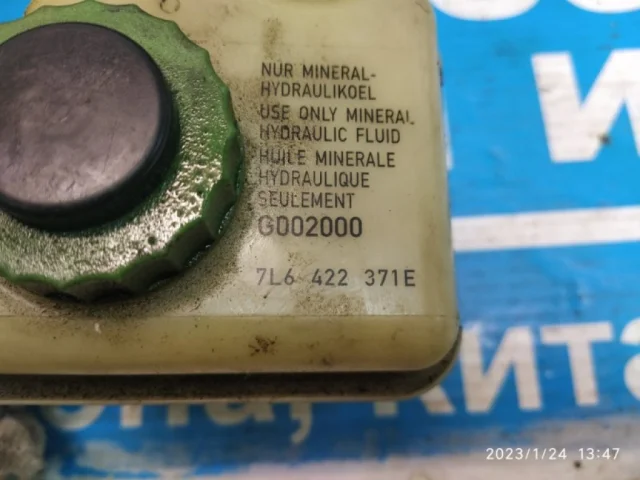 NUR MINERAL-
HYDRAULIKOEL
USE ONLY MINERAL
HYDRAULIC FLUID
HUILE MINERALE
HYDRAULIQUE
SEULEMENT
G002000
7L6 422 371E
Кита
2023/1/24 13:47